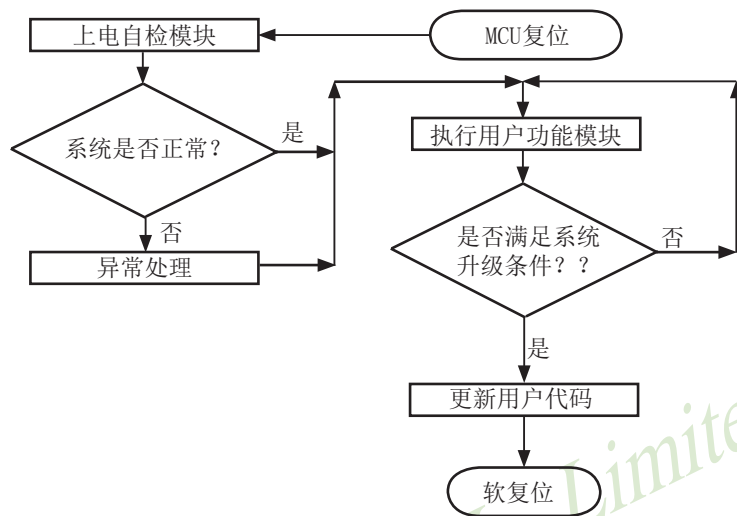 上电自检模块
MCU复位
系统是否正常？
是
执行用户功能模块
否
异常处理
是否满足系统
升级条件？？
否
是
更新用户代码
软复位
Limite